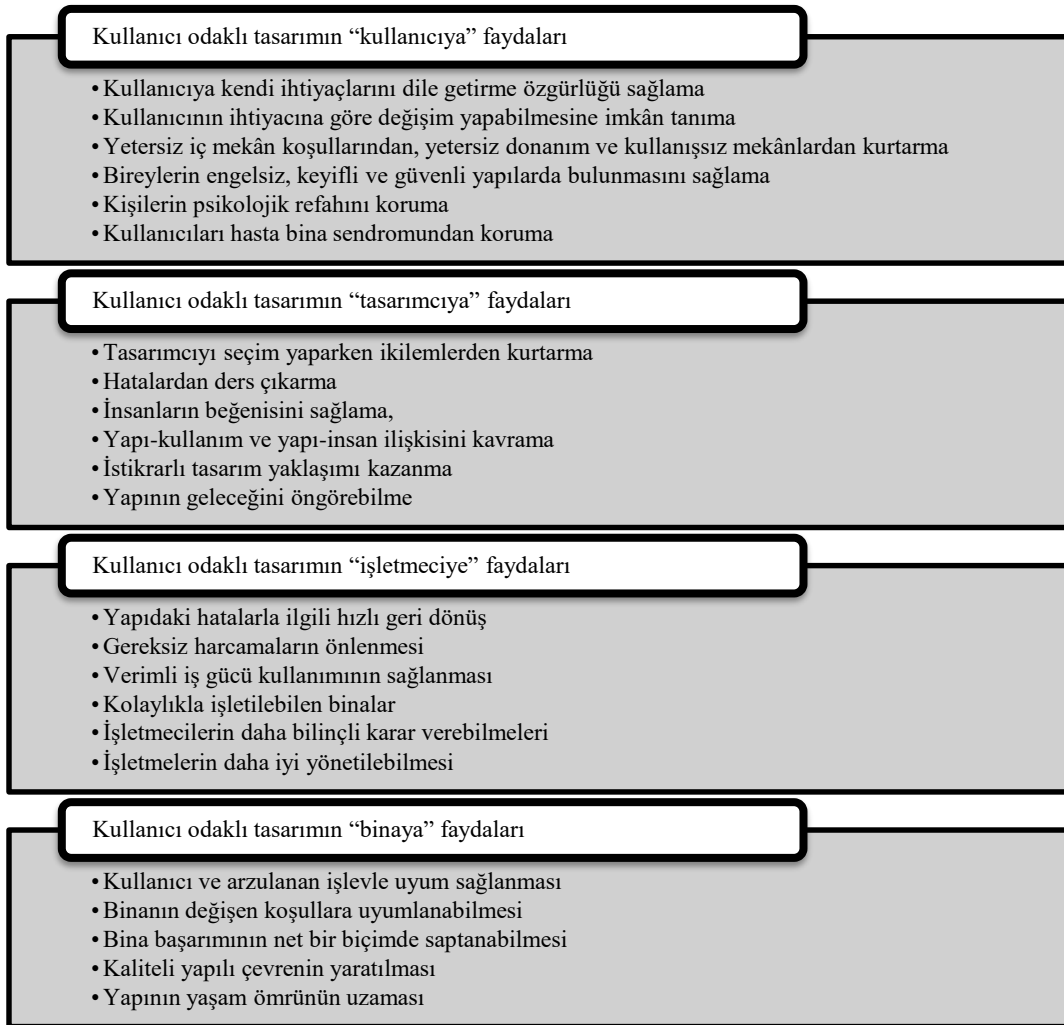 Kullanıcı odaklı tasarımın “kullanıcıya” faydaları
• Kullanıcıya kendi ihtiyaçlarını dile getirme özgürlüğü sağlama
• Kullanıcının ihtiyacına göre değişim yapabilmesine imkân tanıma
• Yetersiz iç mekân koşullarından, yetersiz donanım ve kullanışsız mekânlardan kurtarma
• Bireylerin engelsiz, keyifli ve güvenli yapılarda bulunmasını sağlama
• Kişilerin psikolojik refahını koruma
• Kullanıcıları hasta bina sendromundan koruma
Kullanıcı odaklı tasarımın “tasarımcıya” faydaları
• Tasarımcıyı seçim yaparken ikilemlerden kurtarma
• Hatalardan ders çıkarma
• İnsanların beğenisini sağlama,
• Yapı-kullanım ve yapı-insan ilişkisini kavrama
• İstikrarlı tasarım yaklaşımı kazanma
• Yapının geleceğini öngörebilme
Kullanıcı odaklı tasarımın “işletmeciye” faydaları
• Yapıdaki hatalarla ilgili hızlı geri dönüş
• Gereksiz harcamaların önlenmesi
• Verimli iş gücü kullanımının sağlanması
• Kolaylıkla işletilebilen binalar
• İşletmecilerin daha bilinçli karar verebilmeleri
• İşletmelerin daha iyi yönetilebilmesi
Kullanıcı odaklı tasarımın “binaya” faydaları
• Kullanıcı ve arzulanan işlevle uyum sağlanması
• Binanın değişen koşullara uyumlanabilmesi
• Bina başarımının net bir biçimde saptanabilmesi
• Kaliteli yapılı çevrenin yaratılması
• Yapının yaşam ömrünün uzaması